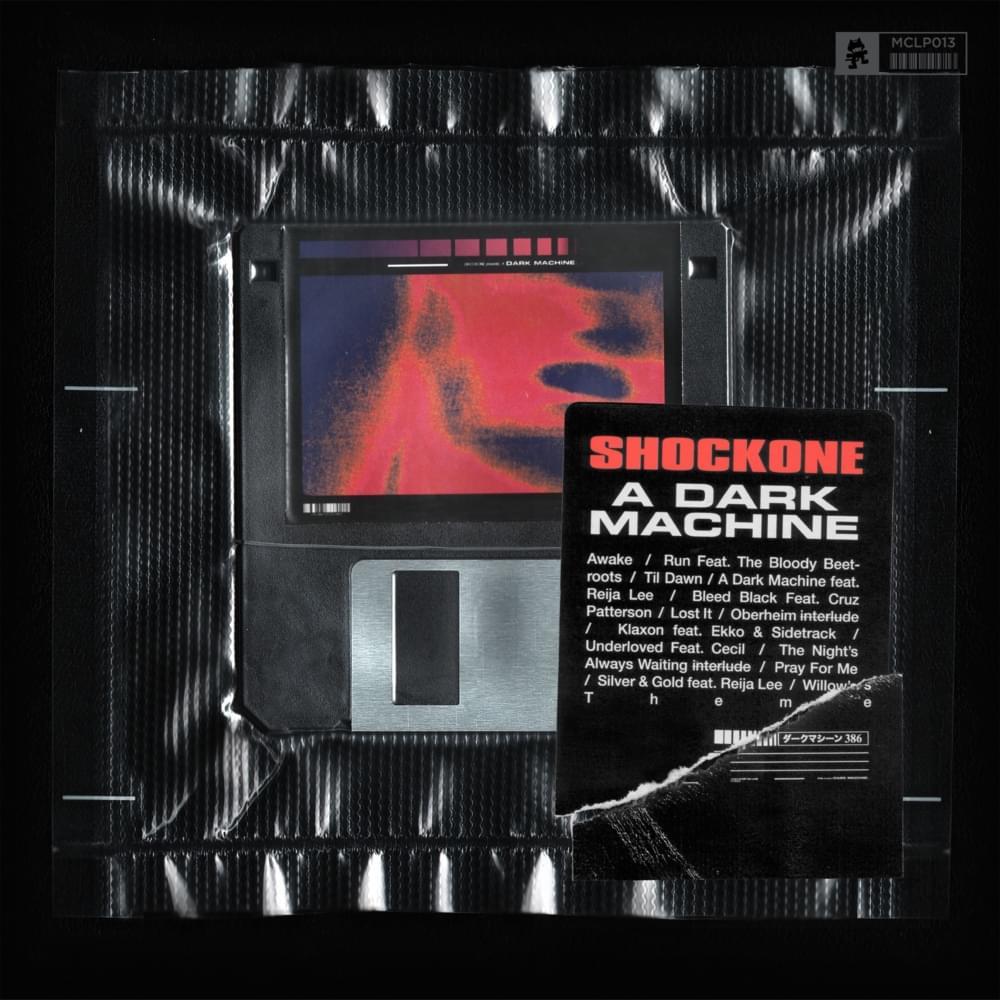 MCLP013
DARK MACHINE
SHOCKONE
A DARK
MACHINE
Awake / Run Feat. The Bloody Beet-
roots / Til Dawn / A Dark Machine feat.
Reija Lee / Bleed Black Feat. Cruz
Patterson / Lost It / Oberheim interlude
/ Klaxon feat. Ekko & Sidetrack /
Underloved Feat. Cecil / The Night's
Always Waiting interlude / Pray For Me
/ Silver & Gold feat. Reija Lee / Willow's
Theme
ダークマシーン 386